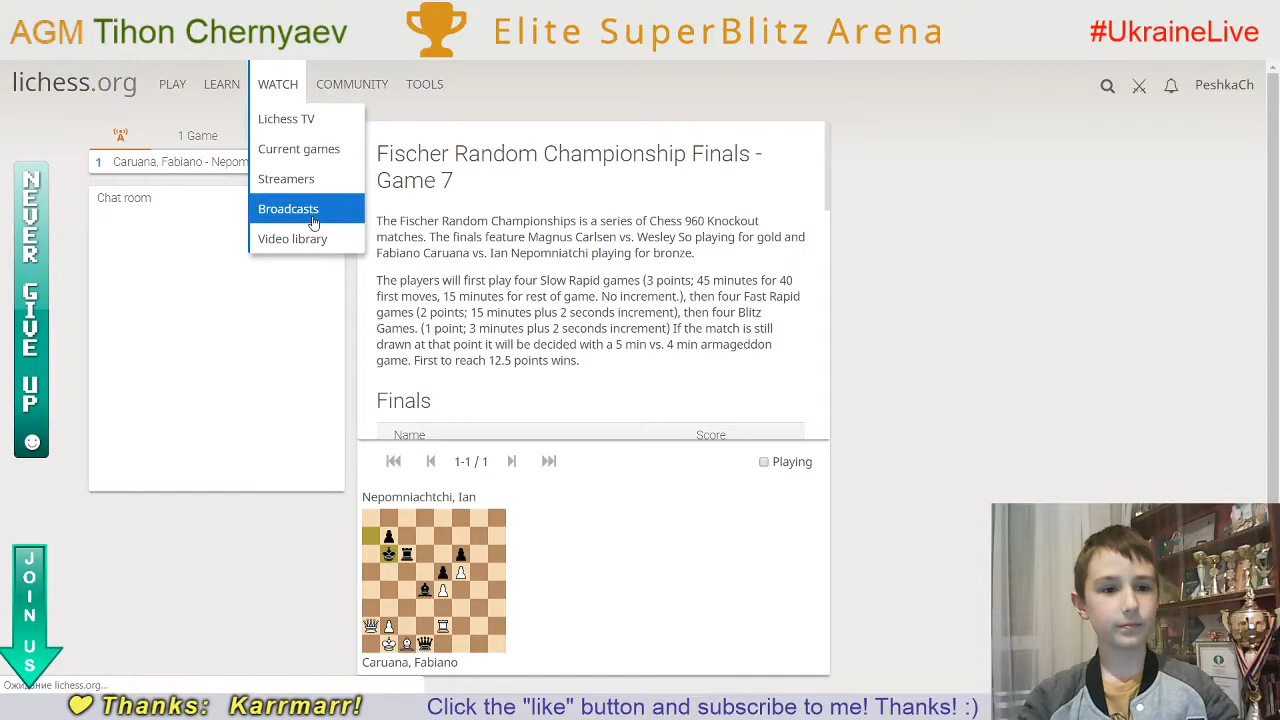 AGM Tihon Chernyaev
Elite SuperBlitz Arena
#UkraineLive
lichess.org
PLAY
LEARN
WATCH
COMMUNITY
TOOLS
PeshkaCh
Lichess TV
Current games
Streamers
Broadcasts
Video library
1 Game
1 Caruana, Fabiano - Nepom
Chat room
Fischer Random Championship Finals -
Game 7
The Fischer Random Championships is a series of Chess 960 Knockout
matches. The finals feature Magnus Carlsen vs. Wesley So playing for gold and
Fabiano Caruana vs. Ian Nepomniatchi playing for bronze.
The players will first play four Slow Rapid games (3 points; 45 minutes for 40
first moves, 15 minutes for rest of game. No increment.), then four Fast Rapid
games (2 points; 15 minutes plus 2 seconds increment), then four Blitz
Games. (1 point; 3 minutes plus 2 seconds increment) If the match is still
drawn at that point it will be decided with a 5 min vs. 4 min armageddon
game. First to reach 12.5 points wins.
Finals
Name
Score
1-1 / 1
Playing
Nepomniachtchi, Ian
Caruana, Fabiano
NEVER GIVE UP
JOIN US
Ожидание lichess.org...
Thanks: Karrmarr!
Click the "like" button and subscribe to me! Thanks! :)